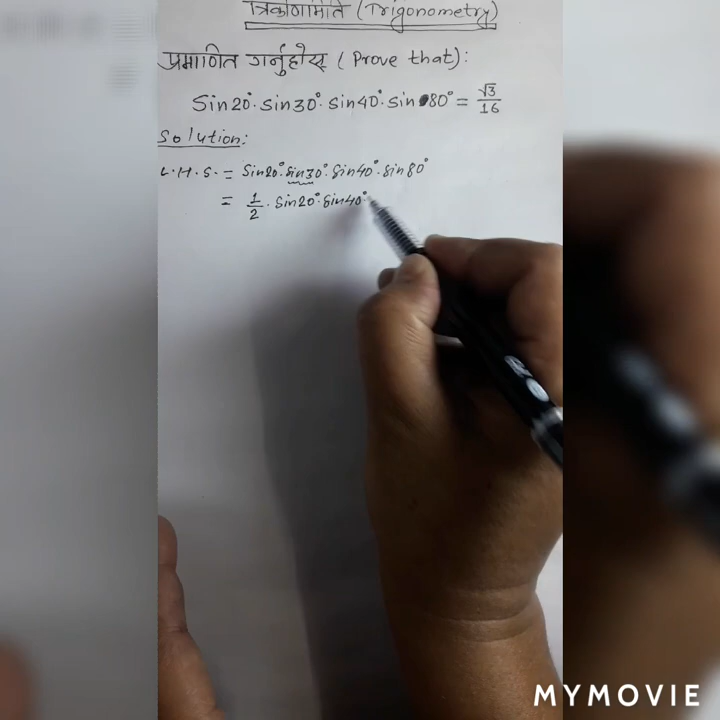 त्रिकोणमिति (Trigonometry)
प्रमाणित गर्नुहोस् (Prove that):
Sin20°.sin30°.sin40°.sin80° = √3/16
Solution:
L.H.S. = Sin20°.sin30°.sin40°.sin80°
= 1/2 . Sin20°.Sin40°.
MYMOVIE